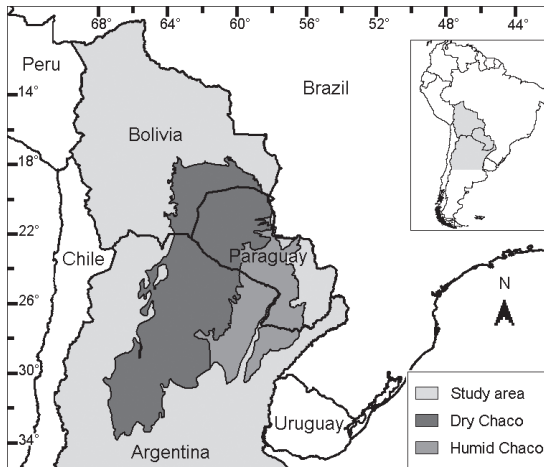 68° 64° 60° 56° 52° 48° 44°
Peru
Brazil
14°
Bolivia
18°
22°
Chile
Paraguay
26°
N
30°
Study area
Dry Chaco
Uruguay
34°
Argentina
Humid Chaco